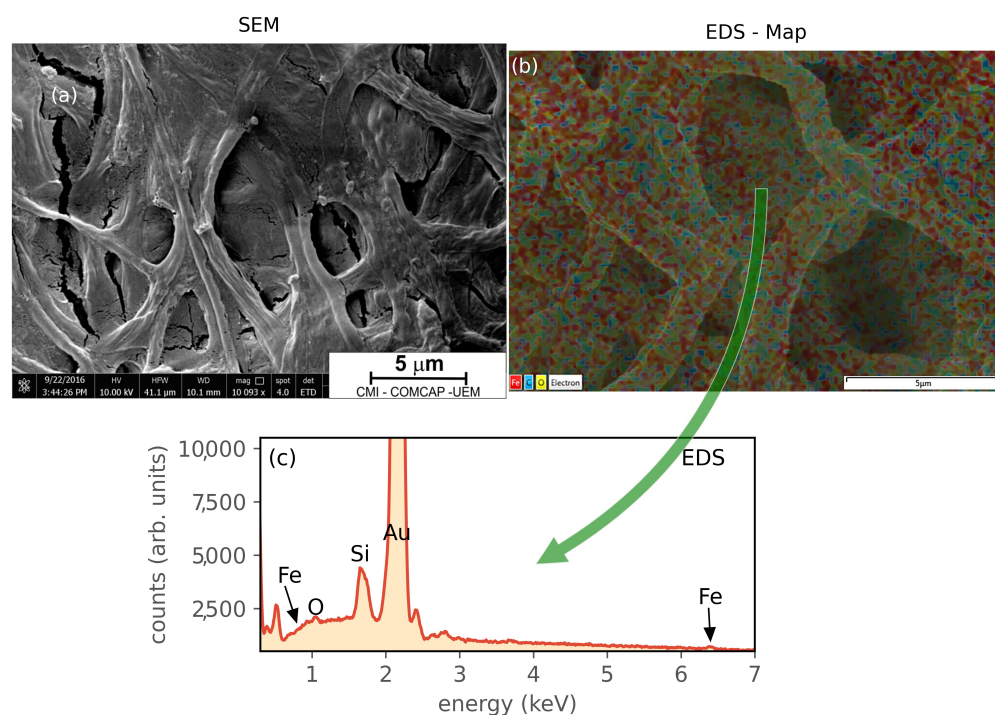 SEM
EDS - Map
(a)
(b)
5 µm
CMI - COMCAP -UEM
9/22/2016
3:44:26 PM
HV
10.00 kV
HFW
41.1 µm
WD
10.1 mm
mag
10 093 x
spot
4.0
det
ETD
Fe C O Electron
5µm
(c)
EDS
10000
7,500
5,000
2,500
counts (arb. units)
Fe
O
Si
Au
Fe
1 2 3 4 5 6 7
energy (keV)